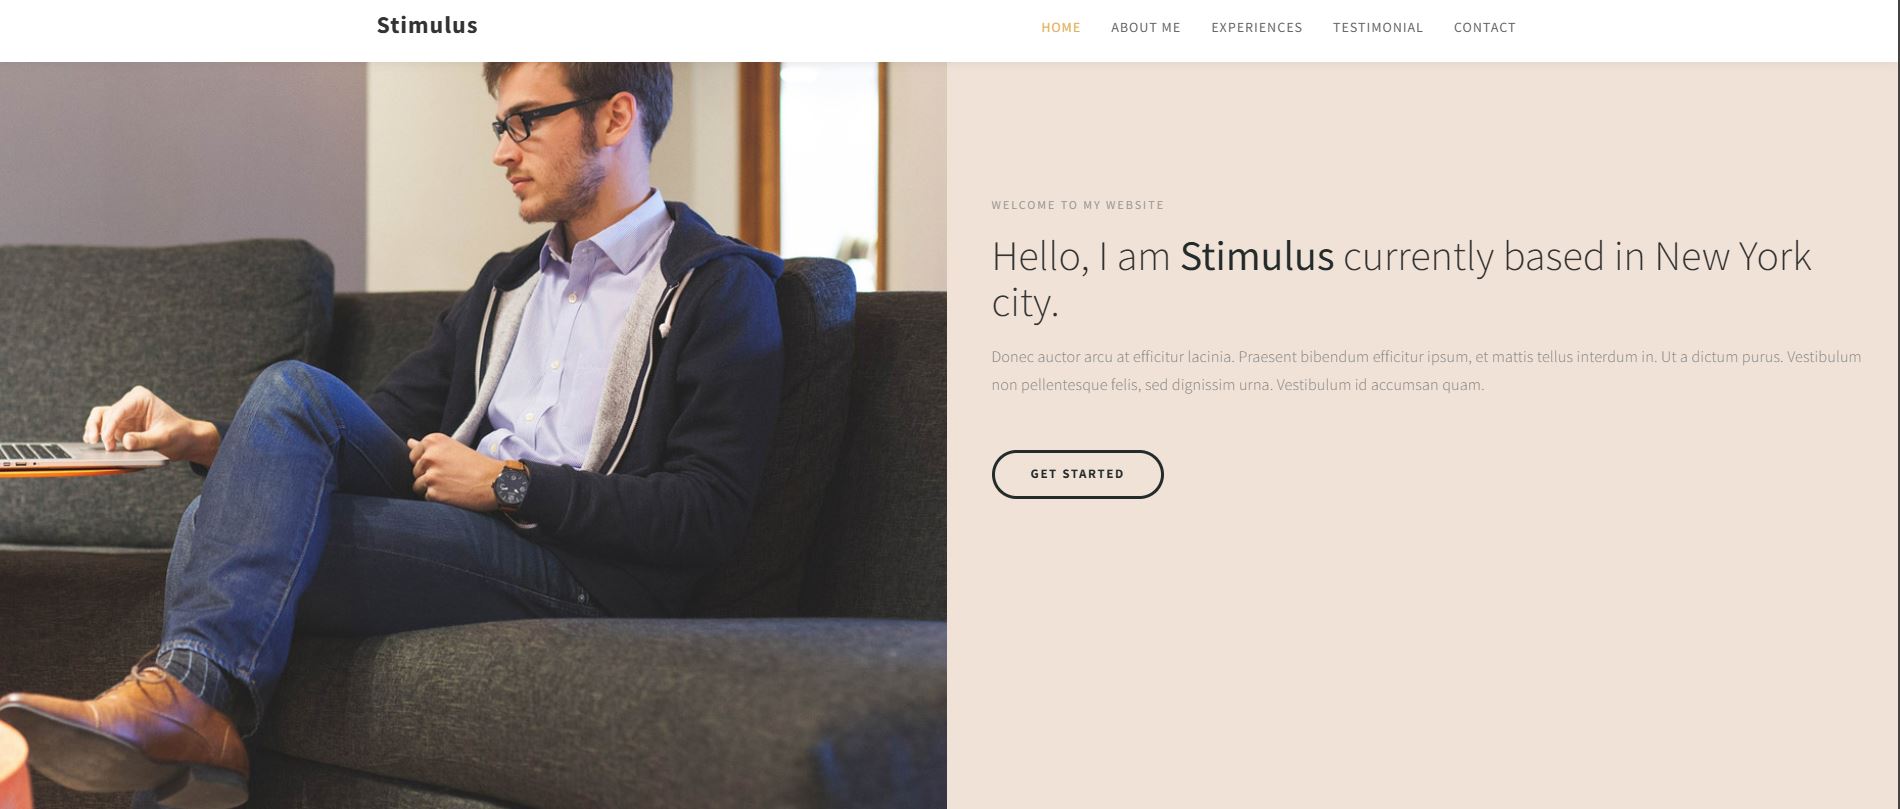 Stimulus
HOME ABOUT ME EXPERIENCES TESTIMONIAL CONTACT
WELCOME TO MY WEBSITE
Hello, I am Stimulus currently based in New York
city.
Donec auctor arcu at efficitur lacinia. Praesent bibendum efficitur ipsum, et mattis tellus interdum in. Ut a dictum purus. Vestibulum
non pellentesque felis, sed dignissim urna. Vestibulum id accumsan quam.
GET STARTED